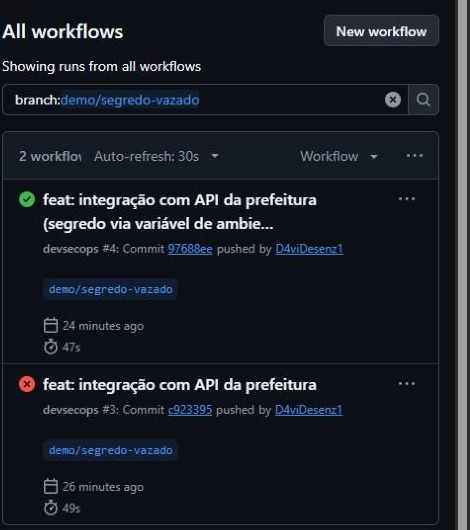 All workflows
New workflow
Showing runs from all workflows
branch:demo/segredo-vazado
2 workflow Auto-refresh: 30s Workflow
feat: integração com API da prefeitura
(segredo via variável de ambie...
devsecops #4: Commit 97688ee pushed by D4viDesenz1
demo/segredo-vazado
24 minutes ago
47s
feat: integração com API da prefeitura
devsecops #3: Commit c923395 pushed by D4viDesenz1
demo/segredo-vazado
26 minutes ago
49s